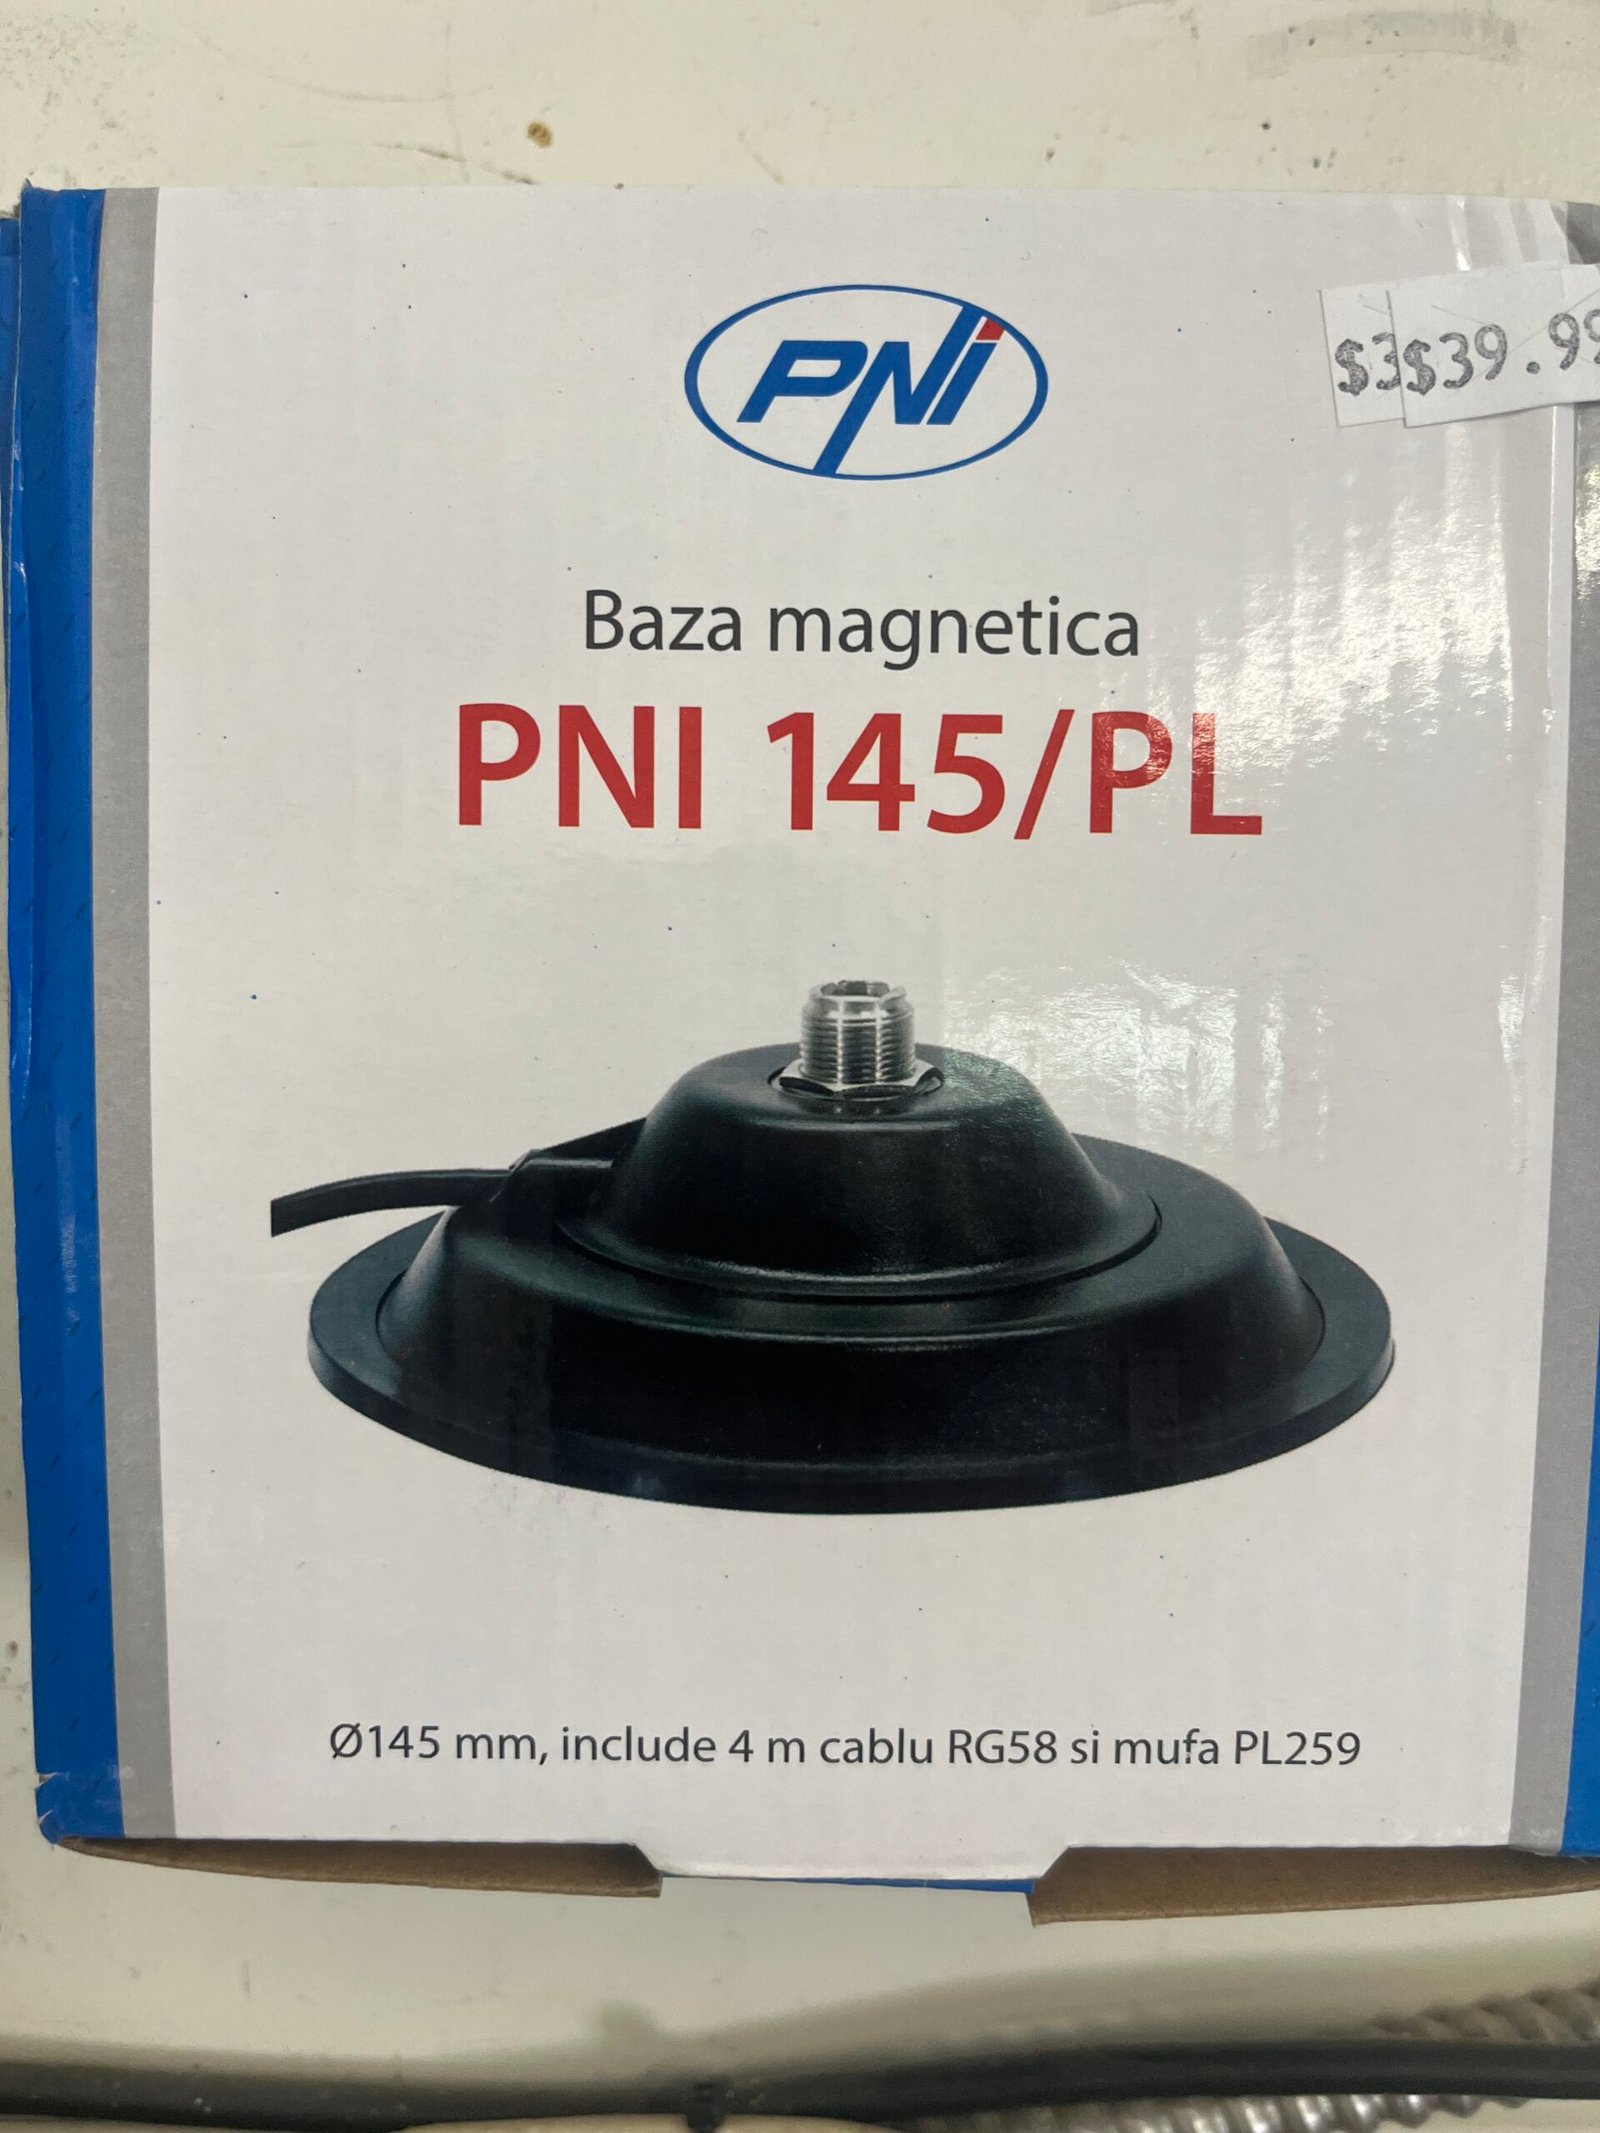 PNI
$3$39.99
Baza magnetica
PNI 145/PL
Ø145 mm, include 4 m cablu RG58 si mufa PL259